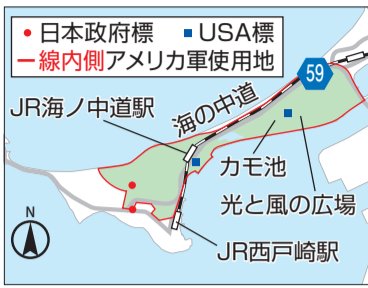 ●日本政府標 ■USA標
━線内側アメリカ軍使用地
59
海の中道
JR海ノ中道駅
カモ池
光と風の広場
N
JR西戸崎駅